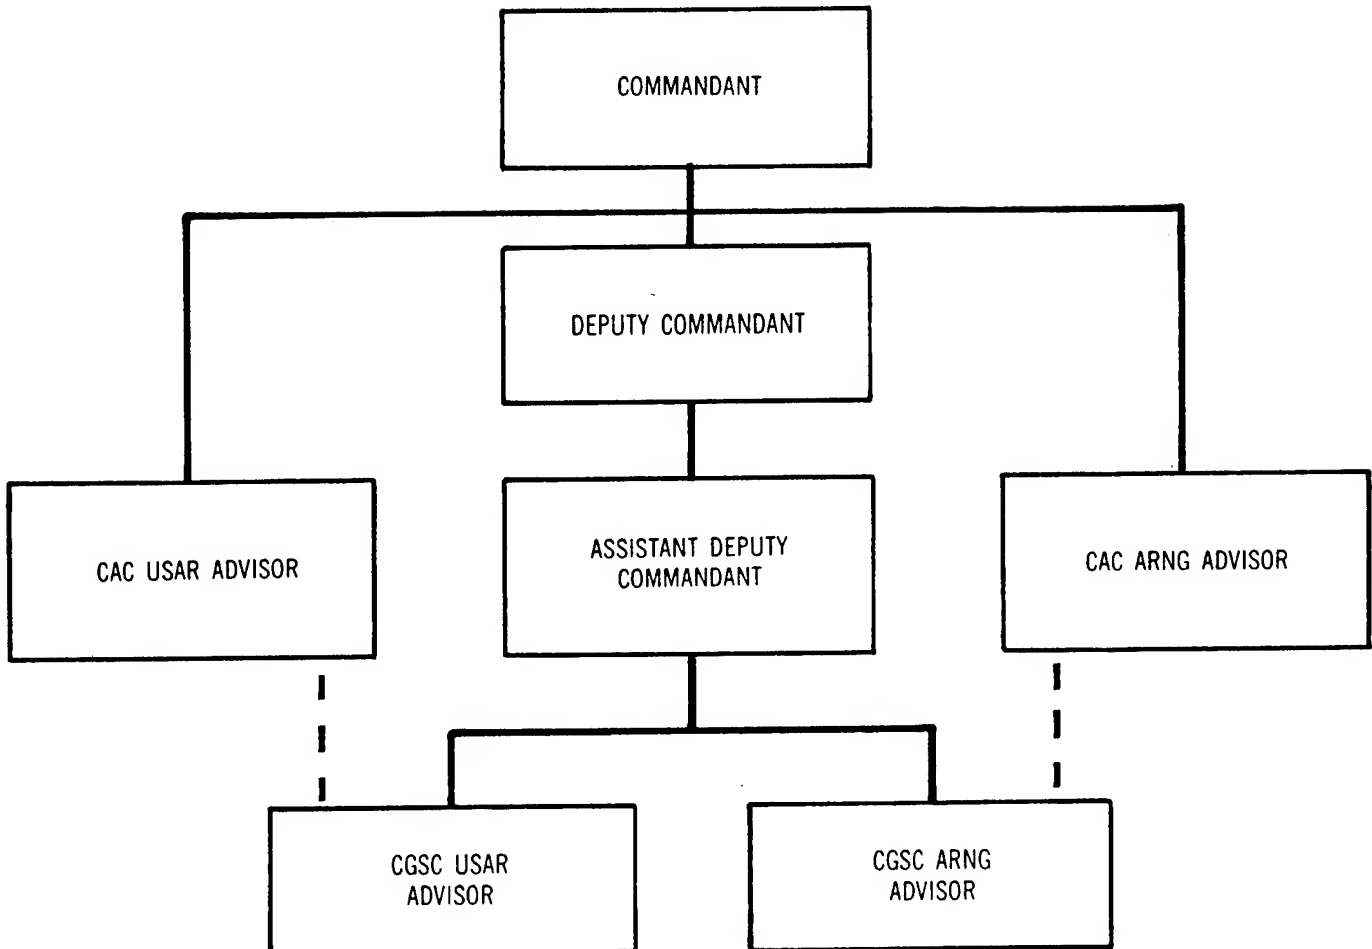 COMMANDANT
DEPUTY COMMANDANT
CAC USAR ADVISOR
ASSISTANT DEPUTY
COMMANDANT
CAC ARNG ADVISOR
CGSC USAR
ADVISOR
CGSC ARNG
ADVISOR